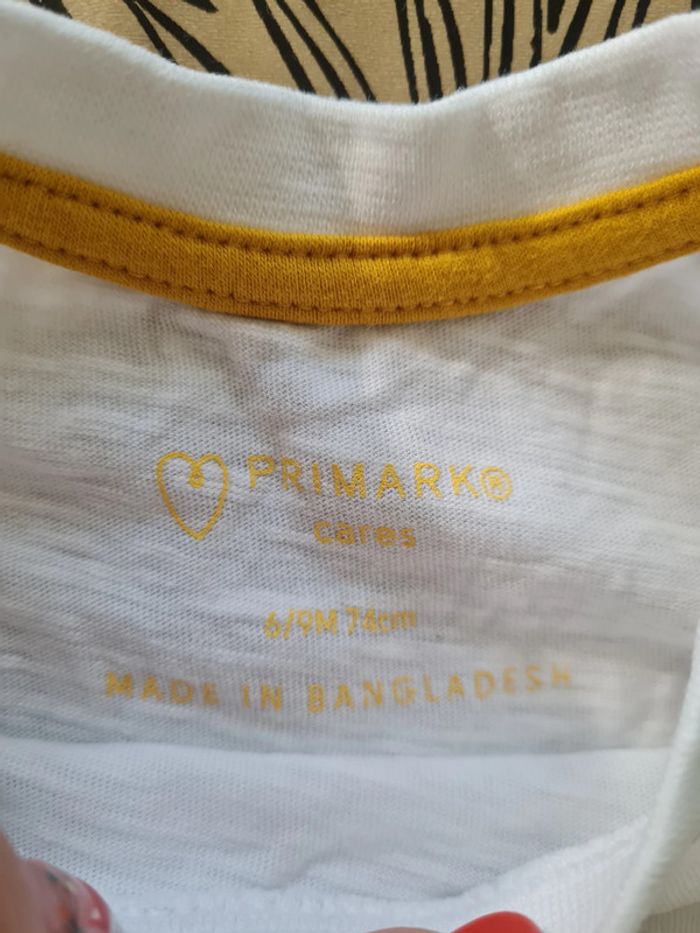 PRIMARK®
cares
6/9M 74cm
MADE IN BANGLADESH